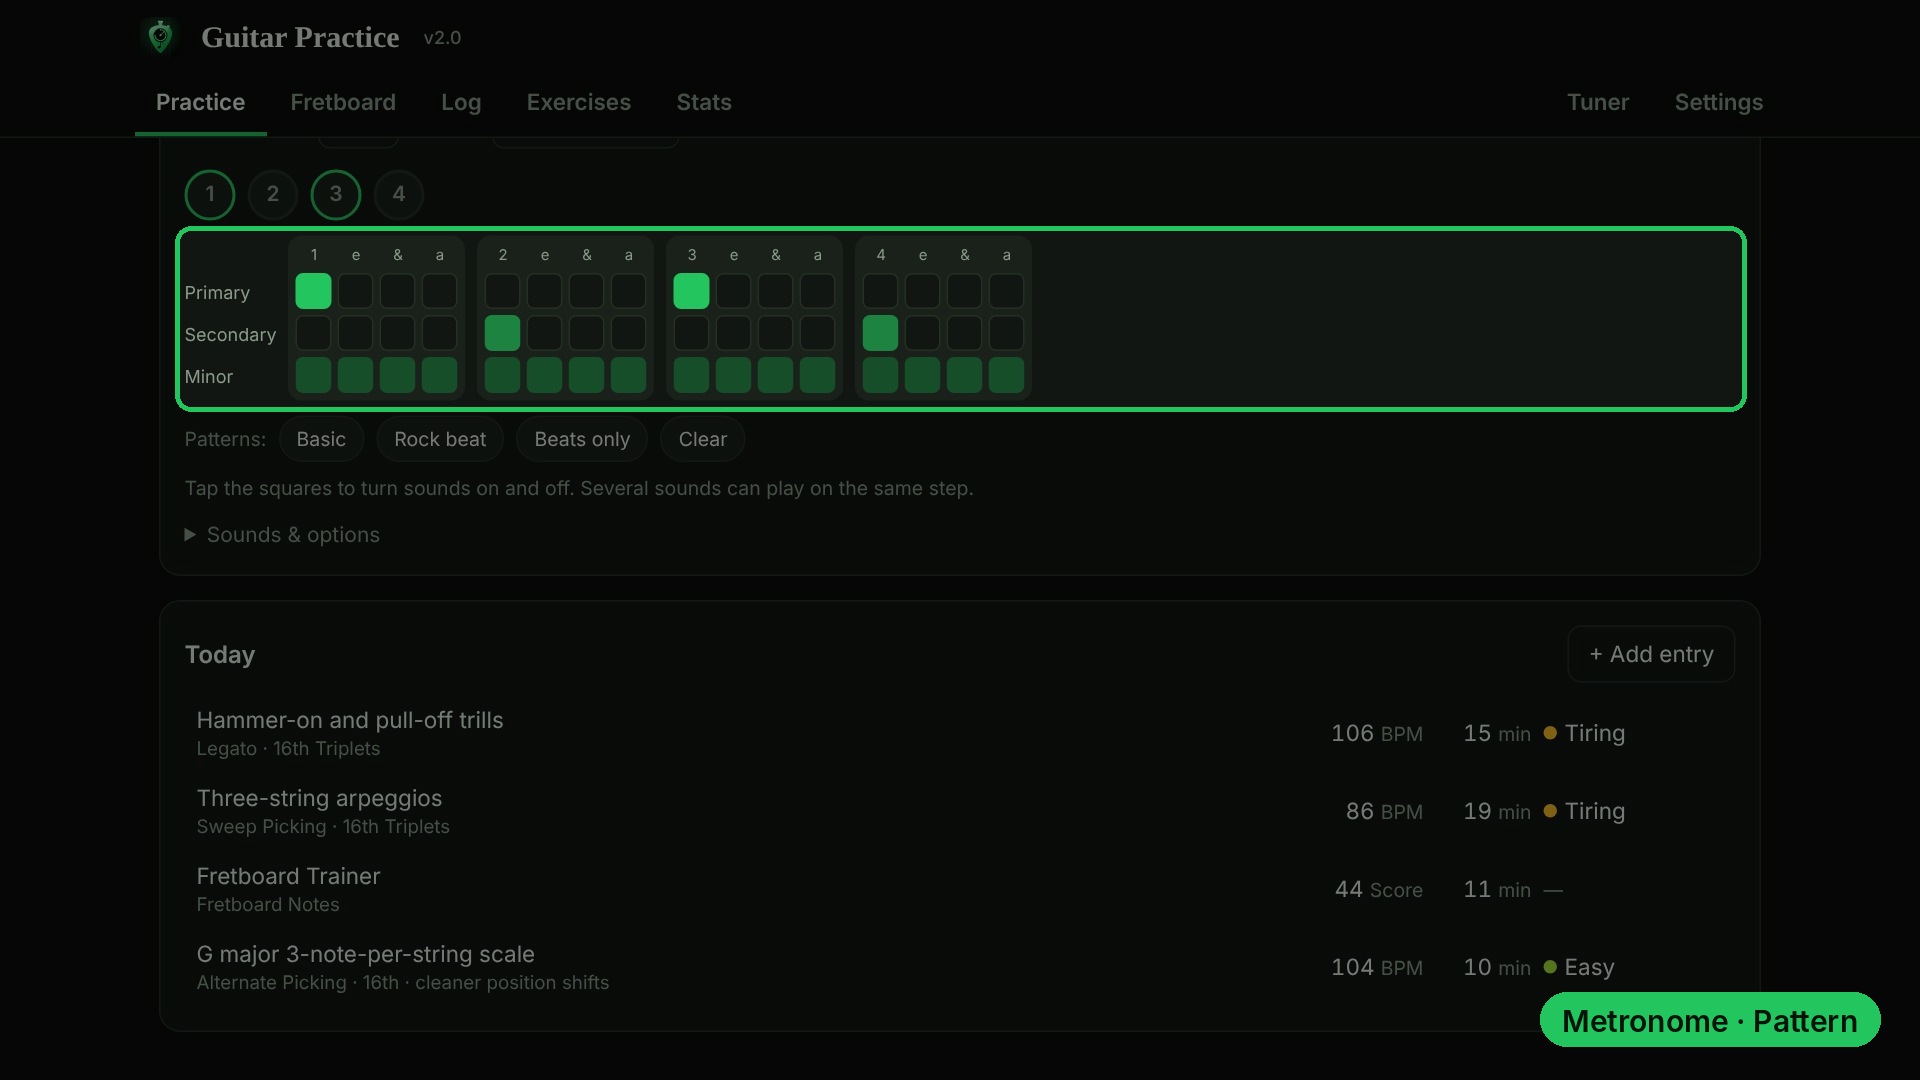 Guitar Practice v2.0
Practice Fretboard Log Exercises Stats Tuner Settings
1 2 3 4
1 e & a 2 e & a 3 e & a 4 e & a
Primary
Secondary
Minor
Patterns: Basic Rock beat Beats only Clear
Tap the squares to turn sounds on and off. Several sounds can play on the same step.
▶ Sounds & options
Today + Add entry
Hammer-on and pull-off trills 106 BPM 15 min Tiring
Legato · 16th Triplets
Three-string arpeggios 86 BPM 19 min Tiring
Sweep Picking · 16th Triplets
Fretboard Trainer 44 Score 11 min —
Fretboard Notes
G major 3-note-per-string scale 104 BPM 10 min Easy
Alternate Picking · 16th · cleaner position shifts
Metronome · Pattern